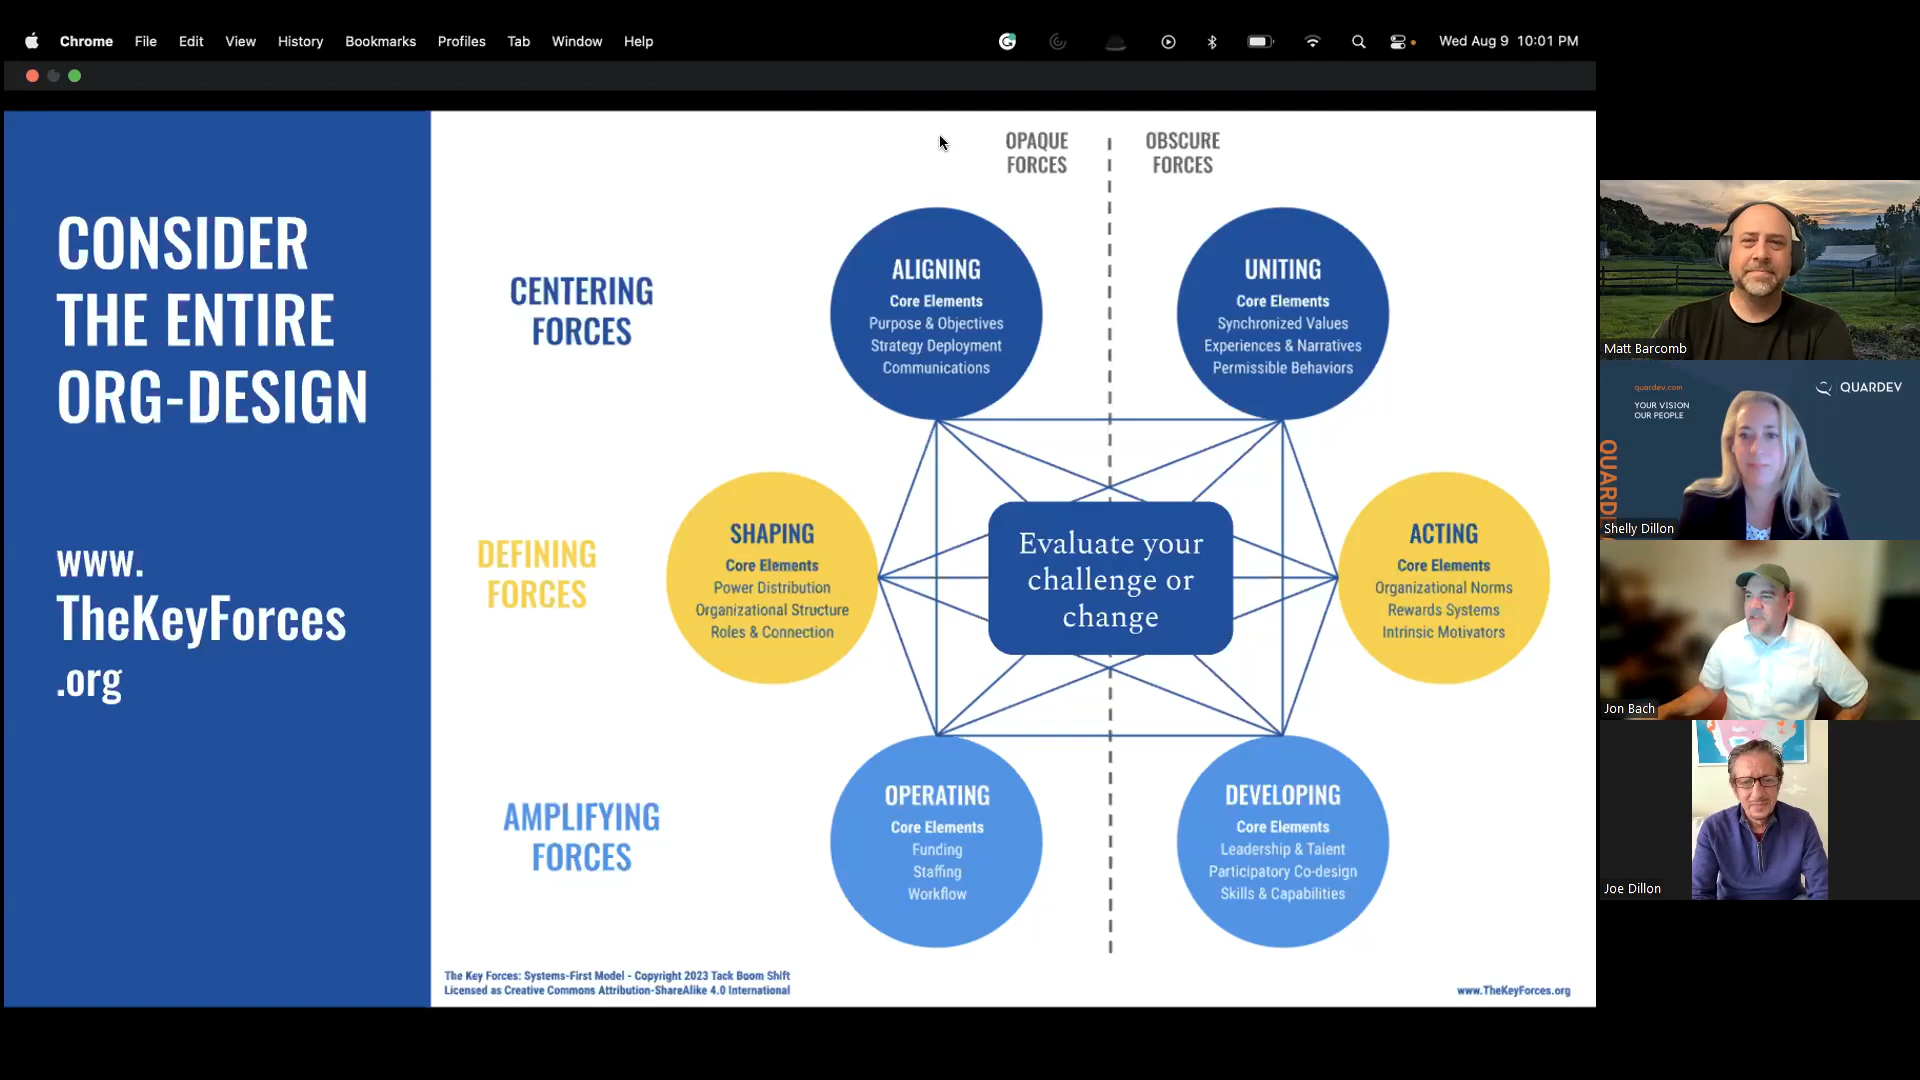 Chrome File Edit View History Bookmarks Profiles Tab Window Help
Wed Aug 9 10:01 PM
CONSIDER
THE ENTIRE
ORG-DESIGN
www.
TheKeyForces
.org
OPAQUE
FORCES
OBSCURE
FORCES
CENTERING
FORCES
ALIGNING
Core Elements
Purpose & Objectives
Strategy Deployment
Communications
UNITING
Core Elements
Synchronized Values
Experiences & Narratives
Permissible Behaviors
DEFINING
FORCES
SHAPING
Core Elements
Power Distribution
Organizational Structure
Roles & Connection
Evaluate your
challenge or
change
ACTING
Core Elements
Organizational Norms
Rewards Systems
Intrinsic Motivators
AMPLIFYING
FORCES
OPERATING
Core Elements
Funding
Staffing
Workflow
DEVELOPING
Core Elements
Leadership & Talent
Participatory Co-design
Skills & Capabilities
The Key Forces: Systems-First Model - Copyright 2023 Tack Boom Shift
Licensed as Creative Commons Attribution-ShareAlike 4.0 International
www.TheKeyForces.org
Matt Barcomb
quardev.com
YOUR VISION
OUR PEOPLE
QUARDEV
QUARD
Shelly Dillon
Jon Bach
Joe Dillon